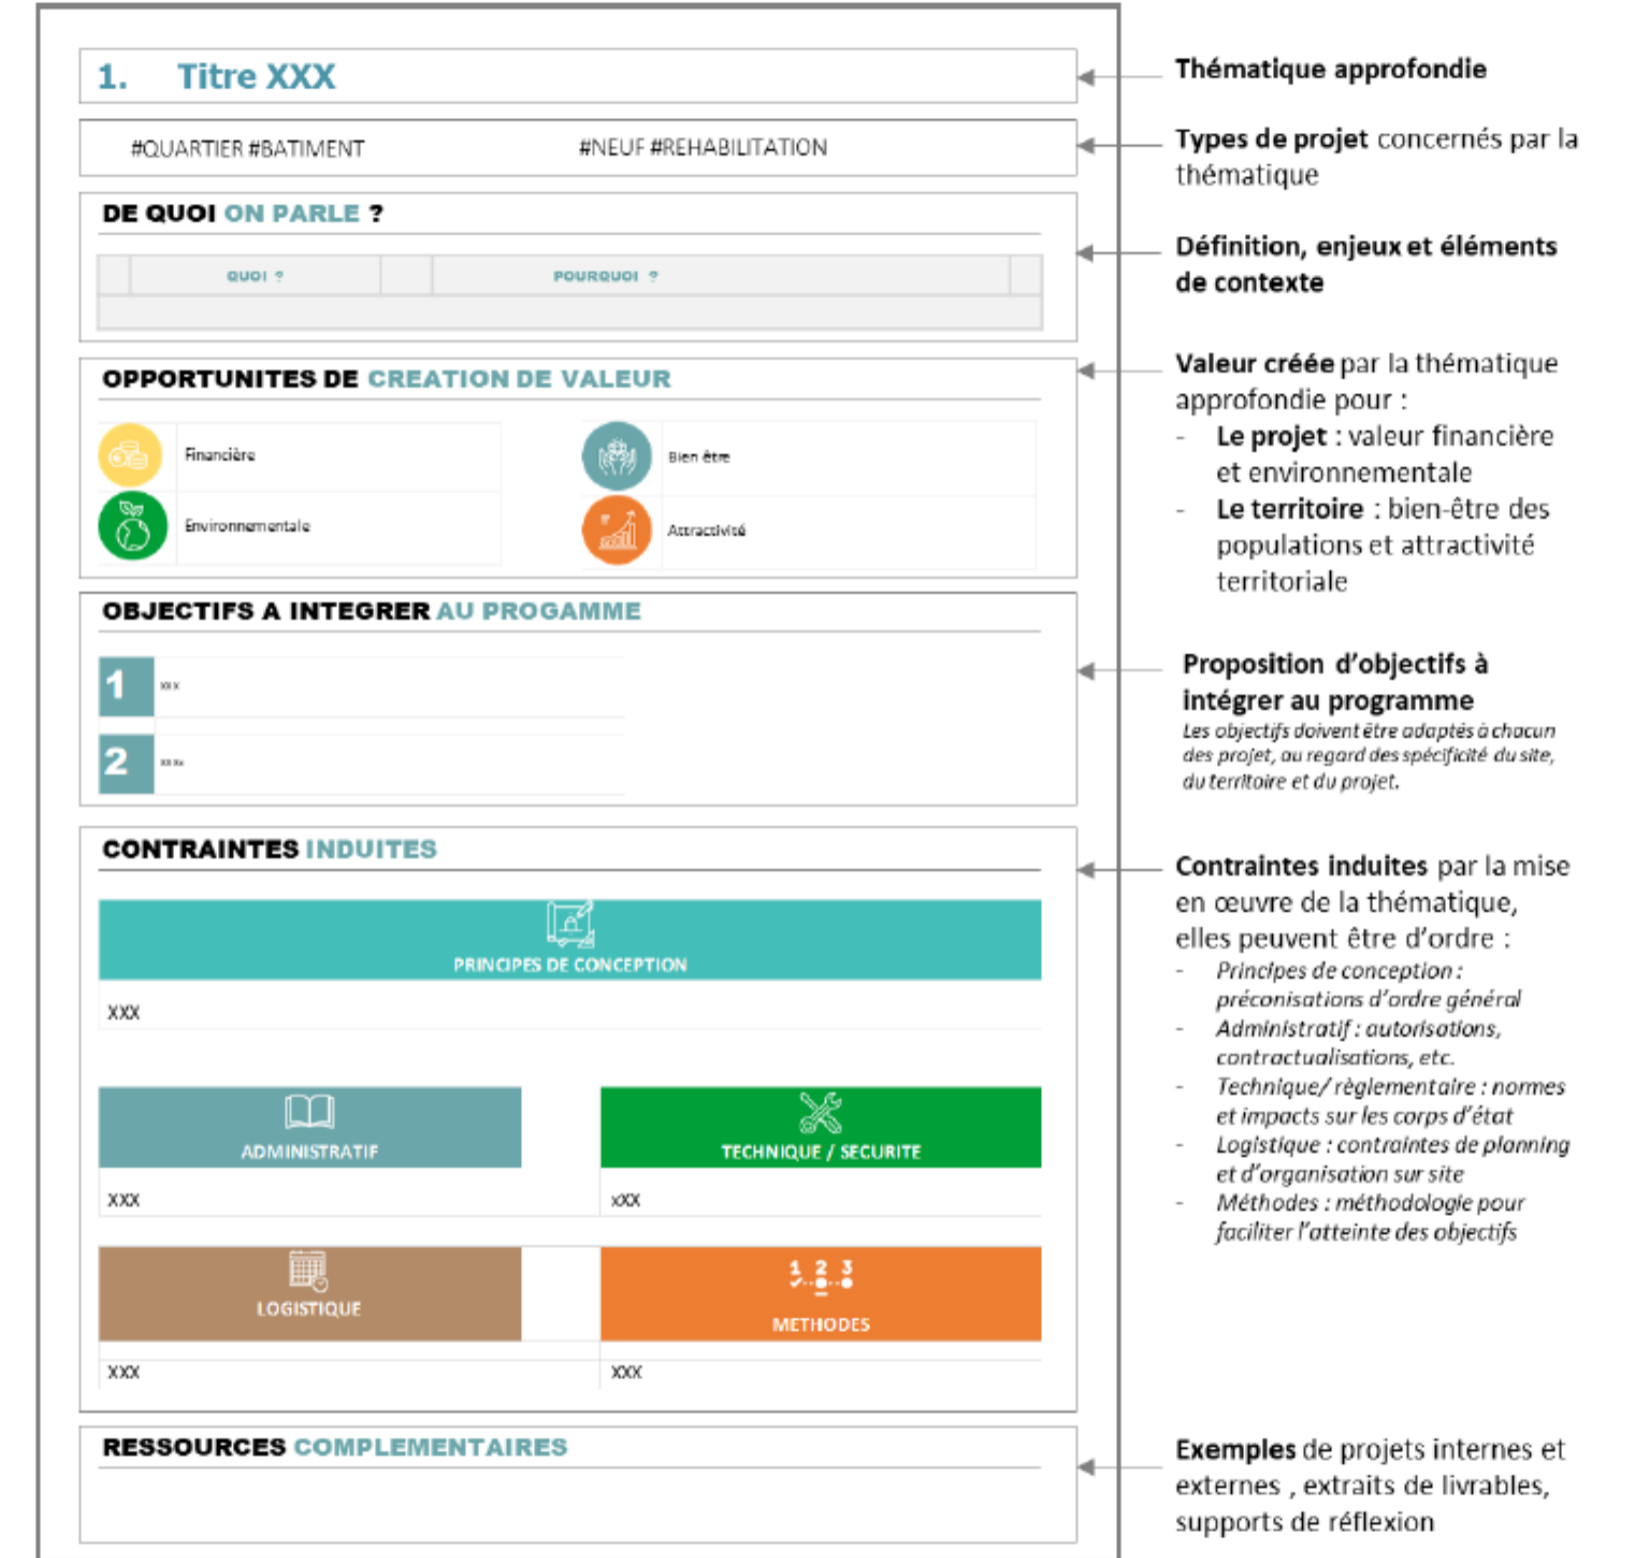 1. Titre XXX
Thématique approfondie
#QUARTIER #BATIMENT #NEUF #REHABILITATION
Types de projet concernés par la
thématique
DE QUOI ON PARLE ?
QUOI ? POURQUOI ?
Définition, enjeux et éléments
de contexte
OPPORTUNITES DE CREATION DE VALEUR
Financière
Bien être
Environnementale
Attractivité
Valeur créée par la thématique
approfondie pour :
- Le projet : valeur financière
et environnementale
- Le territoire : bien-être des
populations et attractivité
territoriale
OBJECTIFS A INTEGRER AU PROGAMME
1 xxx
2 xxxx
Proposition d'objectifs à
intégrer au programme
Les objectifs doivent être adaptés à chacun
des projet, au regard des spécificité du site,
du territoire et du projet.
CONTRAINTES INDUITES
PRINCIPES DE CONCEPTION
XXX
ADMINISTRATIF
XXX
TECHNIQUE / SECURITE
xXX
LOGISTIQUE
XXX
1 2 3
METHODES
XXX
Contraintes induites par la mise
en œuvre de la thématique,
elles peuvent être d'ordre :
- Principes de conception :
préconisations d'ordre général
- Administratif : autorisations,
contractualisations, etc.
- Technique/ règlementaire : normes
et impacts sur les corps d'état
- Logistique : contraintes de planning
et d'organisation sur site
- Méthodes : méthodologie pour
faciliter l'atteinte des objectifs
RESSOURCES COMPLEMENTAIRES
Exemples de projets internes et
externes , extraits de livrables,
supports de réflexion